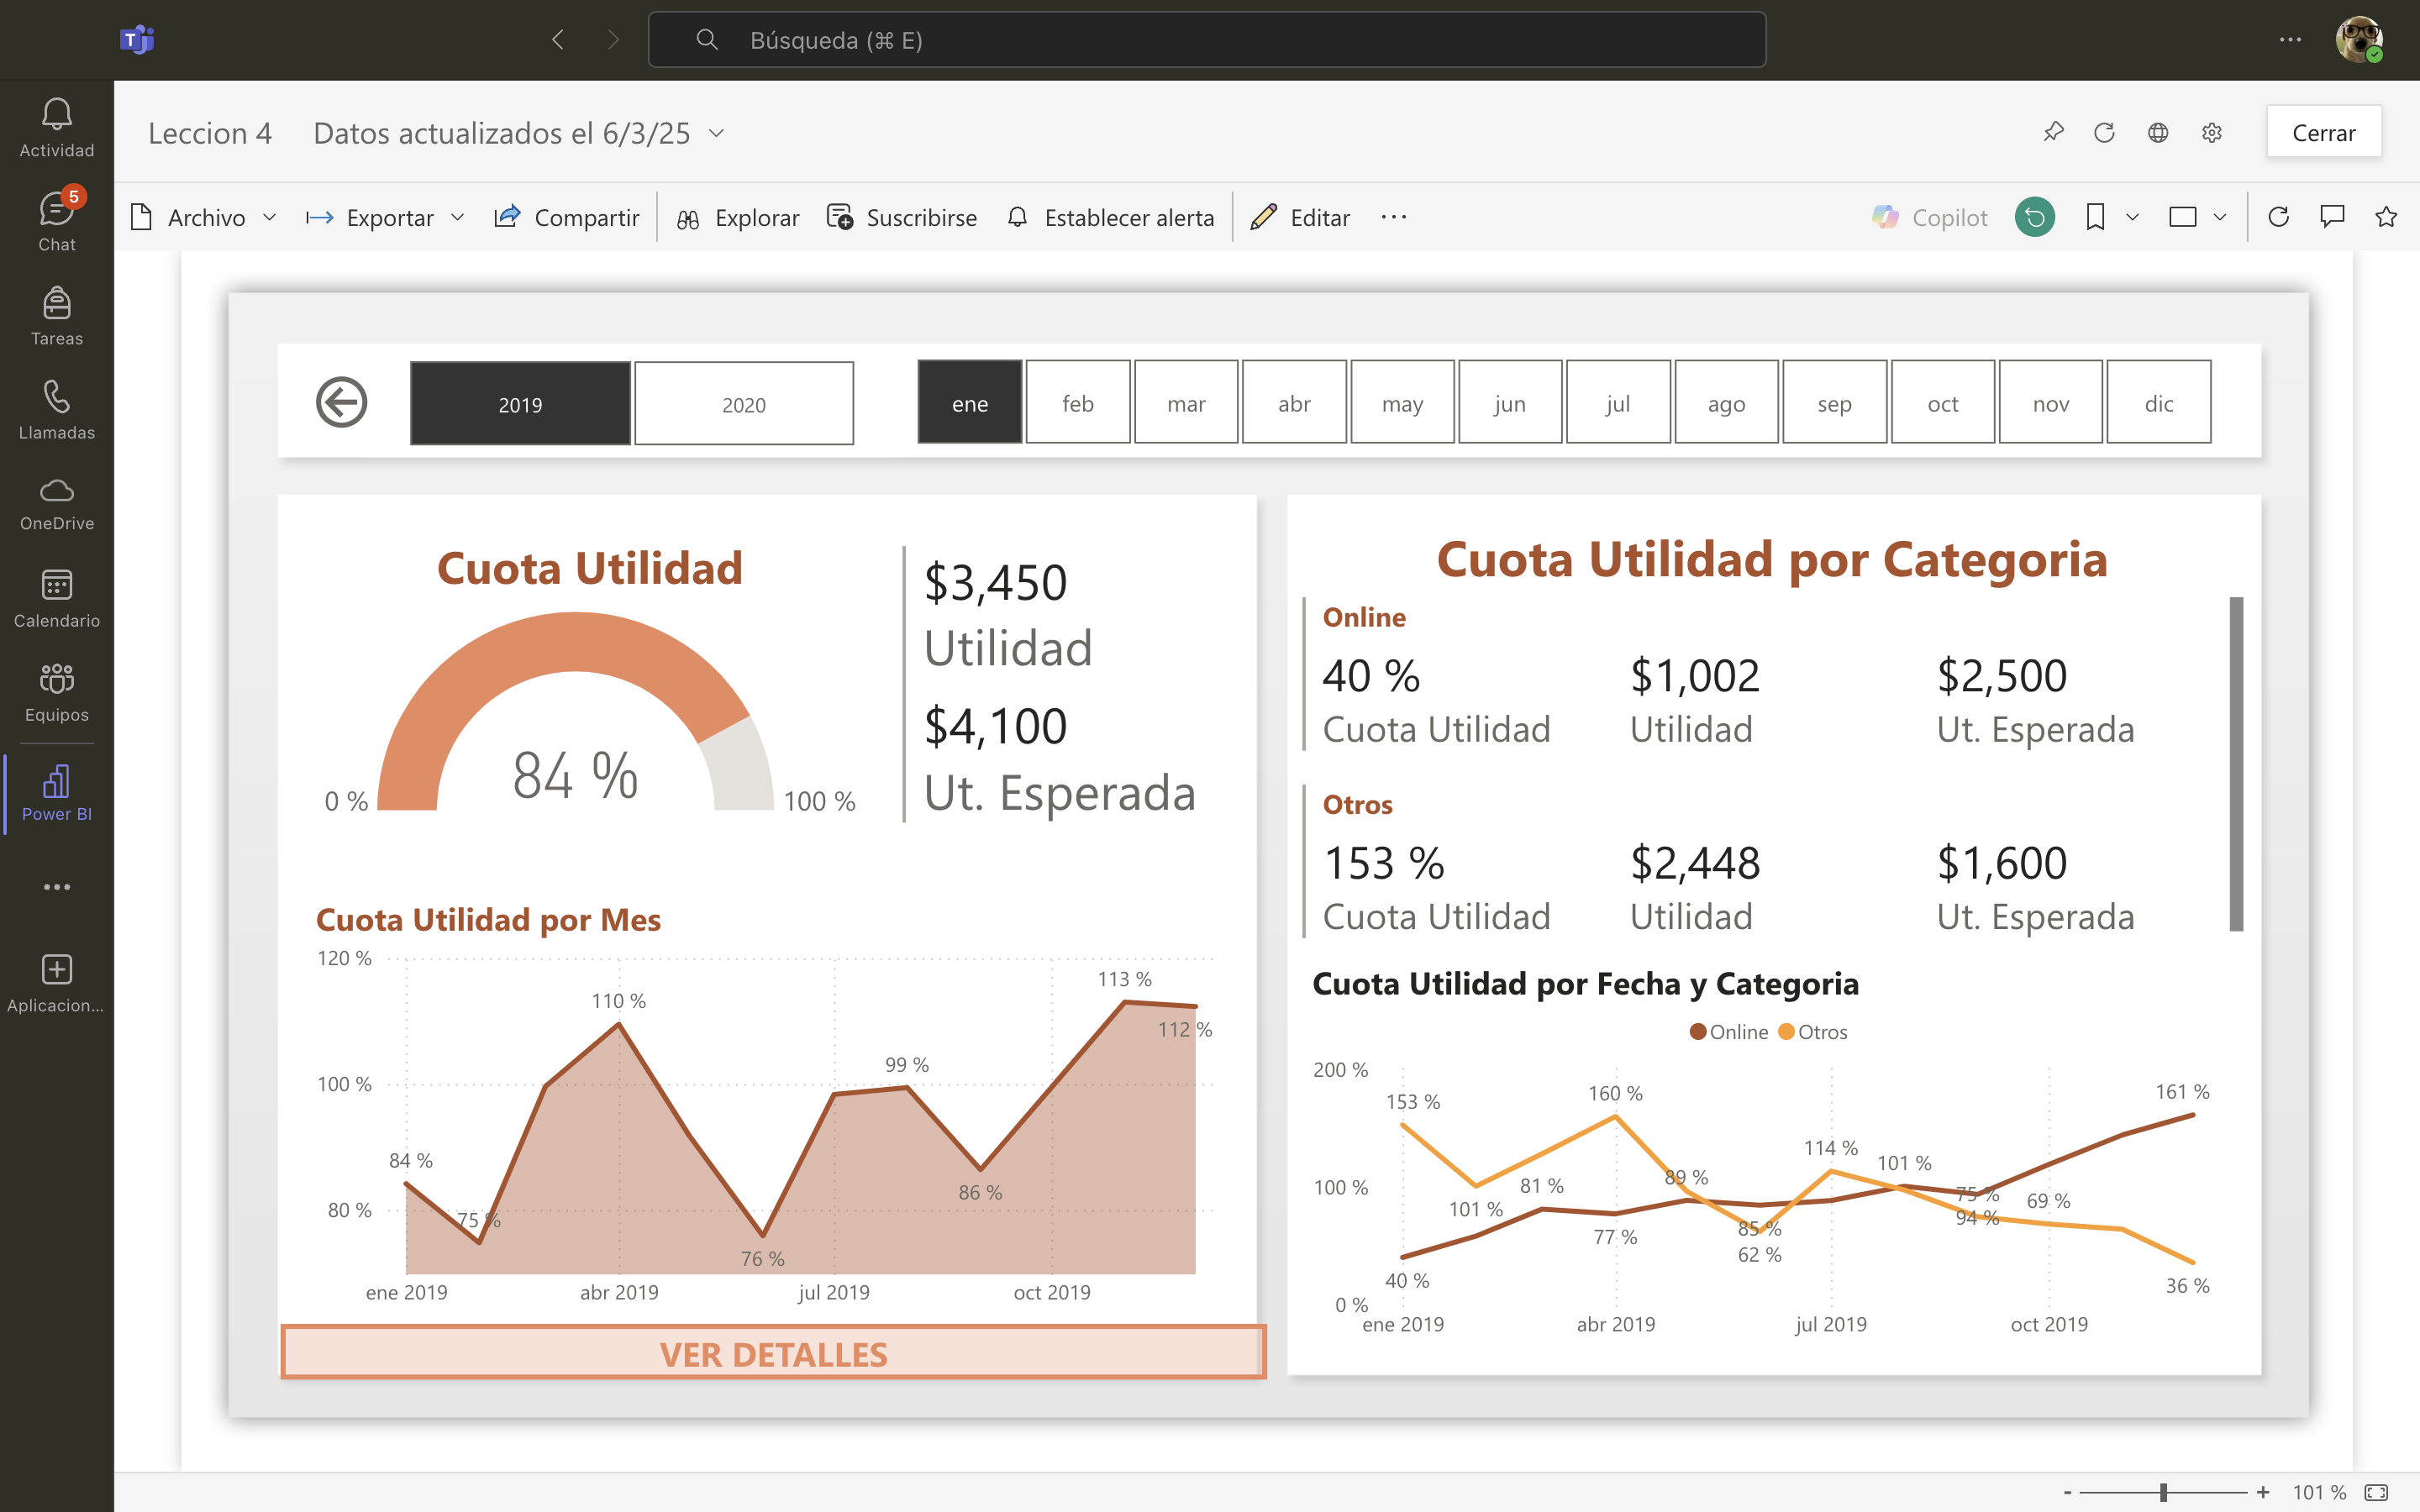 Búsqueda (⌘ E)
Actividad
5
Chat
Tareas
Llamadas
OneDrive
Calendario
Equipos
Power BI
Aplicacion...
Leccion 4
Datos actualizados el 6/3/25
Cerrar
Archivo
Exportar
Compartir
Explorar
Suscribirse
Establecer alerta
Editar
Copilot
2019
2020
ene
feb
mar
abr
may
jun
jul
ago
sep
oct
nov
dic
Cuota Utilidad
84 %
0 %
100 %
$3,450
Utilidad
$4,100
Ut. Esperada
Cuota Utilidad por Mes
120 %
100 %
80 %
84 %
75 %
110 %
76 %
99 %
86 %
113 %
112 %
ene 2019
abr 2019
jul 2019
oct 2019
VER DETALLES
Cuota Utilidad por Categoria
Online
40 %
$1,002
$2,500
Cuota Utilidad
Utilidad
Ut. Esperada
Otros
153 %
$2,448
$1,600
Cuota Utilidad
Utilidad
Ut. Esperada
Cuota Utilidad por Fecha y Categoria
Online
Otros
200 %
100 %
0 %
153 %
101 %
40 %
81 %
160 %
77 %
89 %
85 %
62 %
114 %
101 %
75 %
94 %
69 %
161 %
36 %
ene 2019
abr 2019
jul 2019
oct 2019
- + 101 %